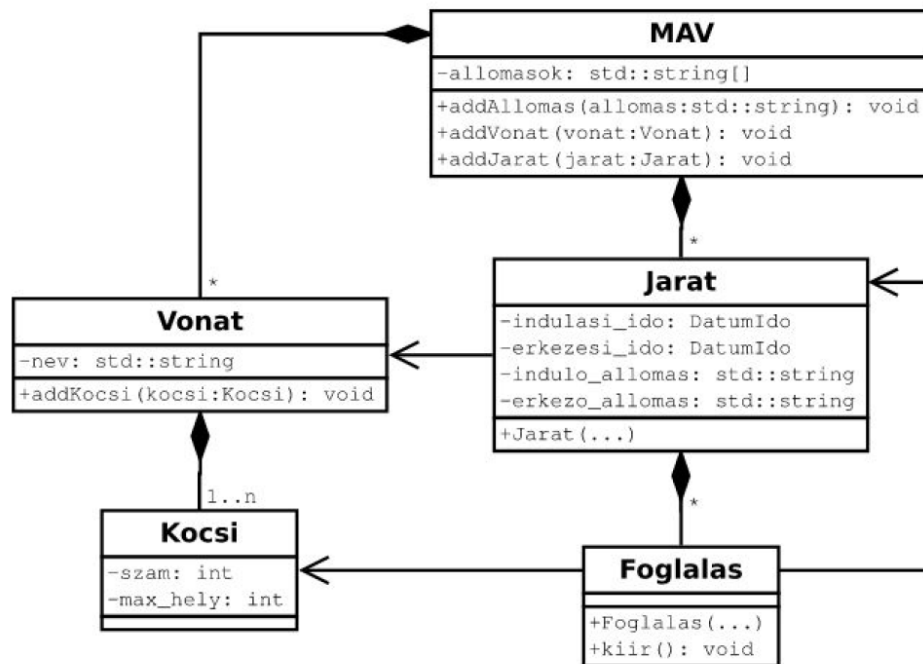 MAV
-allomasok: std::string[]
+addAllomas(allomas:std::string): void
+addVonat(vonat:Vonat): void
+addJarat(jarat:Jarat): void
*
*
Vonat
-nev: std::string
+addKocsi(kocsi:Kocsi): void
Jarat
-indulasi_ido: DatumIdo
-erkezesi_ido: DatumIdo
-indulo_allomas: std::string
-erkezo_allomas: std::string
+Jarat(...)
1..n
*
Kocsi
-szam: int
-max_hely: int
Foglalas
+Foglalas(...)
+kiir(): void